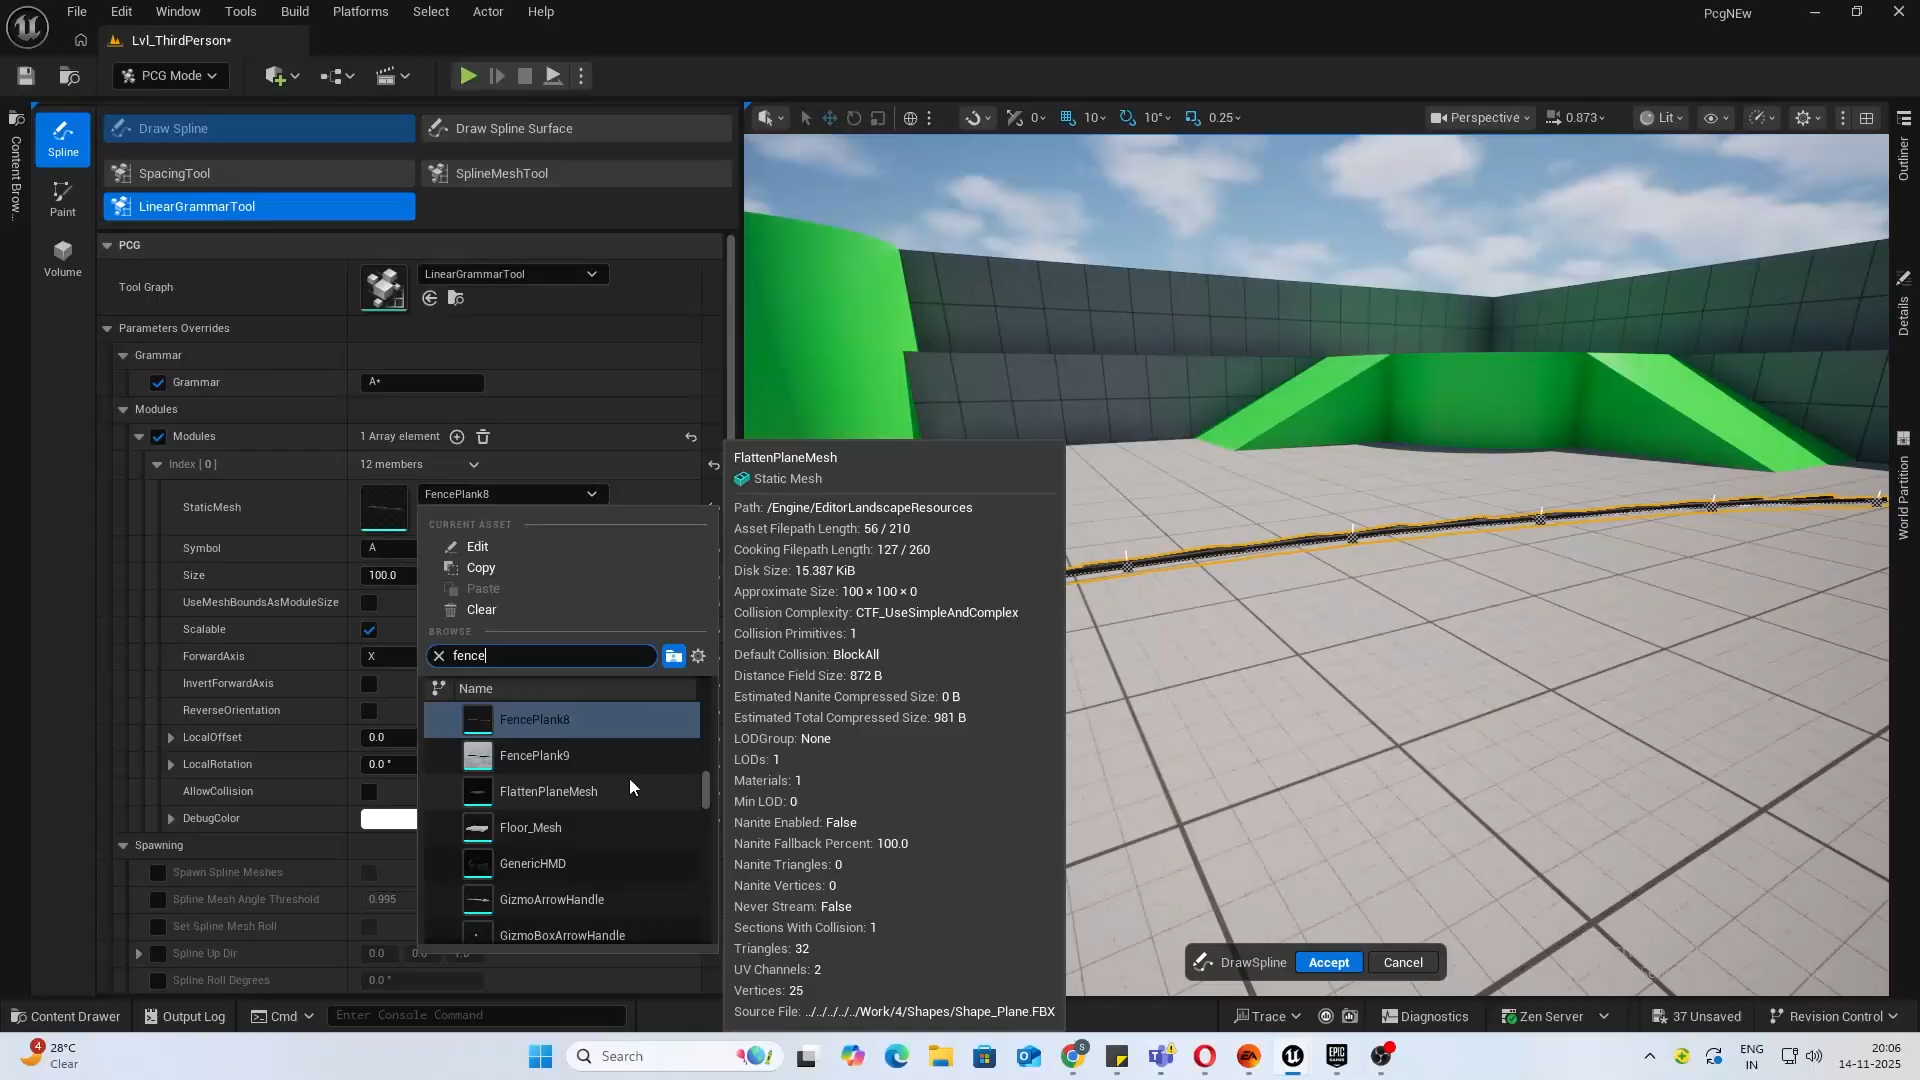 File Edit Window Tools Build Platforms Select Actor Help PcgNEw
Lvl_ThirdPerson*
PCG Mode
Draw Spline Draw Spline Surface
Perspective 0.873 Lit
0 10 10° 0.25
Spline
SpacingTool SplineMeshTool
Paint
LinearGrammarTool
Volume
Content Brow...
Outliner
Details
World Partition
PCG
Tool Graph LinearGrammarTool
Parameters Overrides
Grammar
Grammar A*
Modules
Modules 1 Array element
Index [ 0 ] 12 members
StaticMesh FencePlank8
Symbol A
Size 100.0
UseMeshBoundsAsModuleSize
Scalable
ForwardAxis X
InvertForwardAxis
ReverseOrientation
LocalOffset 0.0
LocalRotation 0.0 °
AllowCollision
DebugColor
Spawning
Spawn Spline Meshes
Spline Mesh Angle Threshold 0.995
Set Spline Mesh Roll
Spline Up Dir 0.0 0.0 1.0
Spline Roll Degrees 0.0 °
CURRENT ASSET
Edit
Copy
Paste
Clear
BROWSE
fence
Name
FencePlank8
FencePlank9
FlattenPlaneMesh
Floor_Mesh
GenericHMD
GizmoArrowHandle
GizmoBoxArrowHandle
FlattenPlaneMesh
Static Mesh
Path: /Engine/EditorLandscapeResources
Asset Filepath Length: 56 / 210
Cooking Filepath Length: 127 / 260
Disk Size: 15.387 KiB
Approximate Size: 100 × 100 × 0
Collision Complexity: CTF_UseSimpleAndComplex
Collision Primitives: 1
Default Collision: BlockAll
Distance Field Size: 872 B
Estimated Nanite Compressed Size: 0 B
Estimated Total Compressed Size: 981 B
LODGroup: None
LODs: 1
Materials: 1
Min LOD: 0
Nanite Enabled: False
Nanite Fallback Percent: 100.0
Nanite Triangles: 0
Nanite Vertices: 0
Never Stream: False
Sections With Collision: 1
Triangles: 32
UV Channels: 2
Vertices: 25
Source File: ../../../../../Work/4/Shapes/Shape_Plane.FBX
DrawSpline Accept Cancel
Content Drawer Output Log Cmd Enter Console Command Trace Diagnostics Zen Server 37 Unsaved Revision Control
4 28°C
Clear
Search
ENG
IN
20:06
14-11-2025